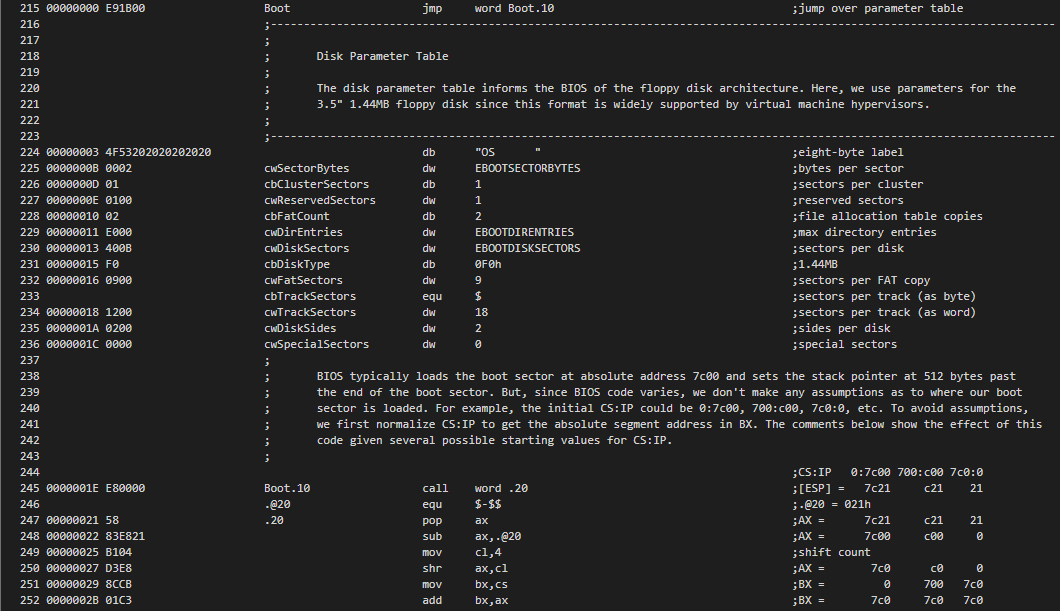 215 00000000 E91B00                  Boot                    jmp     word Boot.10                                    ;jump over parameter table
216                                  ;-----------------------------------------------------------------------------------------------------------------------
217                                  ;
218                                  ;       Disk Parameter Table
219                                  ;
220                                  ;       The disk parameter table informs the BIOS of the floppy disk architecture. Here, we use parameters for the
221                                  ;       3.5" 1.44MB floppy disk since this format is widely supported by virtual machine hypervisors.
222                                  ;
223                                  ;-----------------------------------------------------------------------------------------------------------------------
224 00000003 4F53202020202020                                db      "OS      "                                      ;eight-byte label
225 0000000B 0002                    cwSectorBytes           dw      EBOOTSECTORBYTES                                ;bytes per sector
226 0000000D 01                      cbClusterSectors        db      1                                               ;sectors per cluster
227 0000000E 0100                    cwReservedSectors       dw      1                                               ;reserved sectors
228 00000010 02                      cbFatCount              db      2                                               ;file allocation table copies
229 00000011 E000                    cwDirEntries            dw      EBOOTDIRENTRIES                                 ;max directory entries
230 00000013 400B                    cwDiskSectors           dw      EBOOTDISKSECTORS                                ;sectors per disk
231 00000015 F0                      cbDiskType              db      0F0h                                            ;1.44MB
232 00000016 0900                    cwFatSectors            dw      9                                               ;sectors per FAT copy
233                                  cbTrackSectors          equ     $                                               ;sectors per track (as byte)
234 00000018 1200                    cwTrackSectors          dw      18                                              ;sectors per track (as word)
235 0000001A 0200                    cwDiskSides             dw      2                                               ;sides per disk
236 0000001C 0000                    cwSpecialSectors        dw      0                                               ;special sectors
237                                  ;
238                                  ;       BIOS typically loads the boot sector at absolute address 7c00 and sets the stack pointer at 512 bytes past
239                                  ;       the end of the boot sector. But, since BIOS code varies, we don't make any assumptions as to where our boot
240                                  ;       sector is loaded. For example, the initial CS:IP could be 0:7c00, 700:c00, 7c0:0, etc. To avoid assumptions,
241                                  ;       we first normalize CS:IP to get the absolute segment address in BX. The comments below show the effect of this
242                                  ;       code given several possible starting values for CS:IP.
243                                  ;
244                                                                                                                  ;CS:IP   0:7c00 700:c00 7c0:0
245 0000001E E80000                  Boot.10                 call    word .20                                        ;[ESP] =   7c21     c21    21
246                                  .@20                    equ     $-$$                                            ;.@20 = 021h
247 00000021 58                      .20                     pop     ax                                              ;AX =      7c21     c21    21
248 00000022 83E821                                          sub     ax,.@20                                         ;AX =      7c00     c00     0
249 00000025 B104                                            mov     cl,4                                            ;shift count
250 00000027 D3E8                                            shr     ax,cl                                           ;AX =       7c0      c0     0
251 00000029 8CCB                                            mov     bx,cs                                           ;BX =         0     700   7c0
252 0000002B 01C3                                            add     bx,ax                                           ;BX =       7c0     7c0   7c0